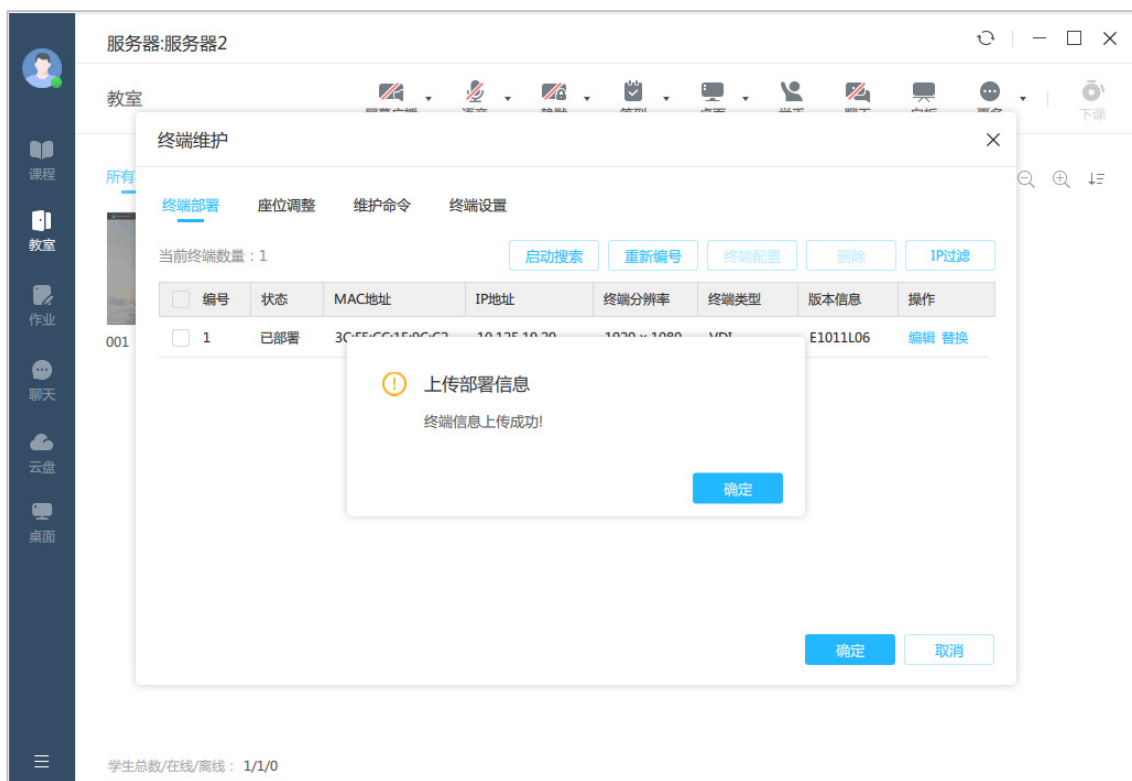 服务器:服务器2
教室
下课
课程
教室
作业
聊天
云盘
桌面
所有
001
终端维护
终端部署 座位调整 维护命令 终端设置
当前终端数量：1
启动搜索 重新编号 终端配置 删除 IP过滤
编号 状态 MAC地址 IP地址 终端分辨率 终端类型 版本信息 操作
1 已部署 E1011L06 编辑 替换
上传部署信息
终端信息上传成功!
确定
确定 取消
学生总数/在线/离线： 1/1/0